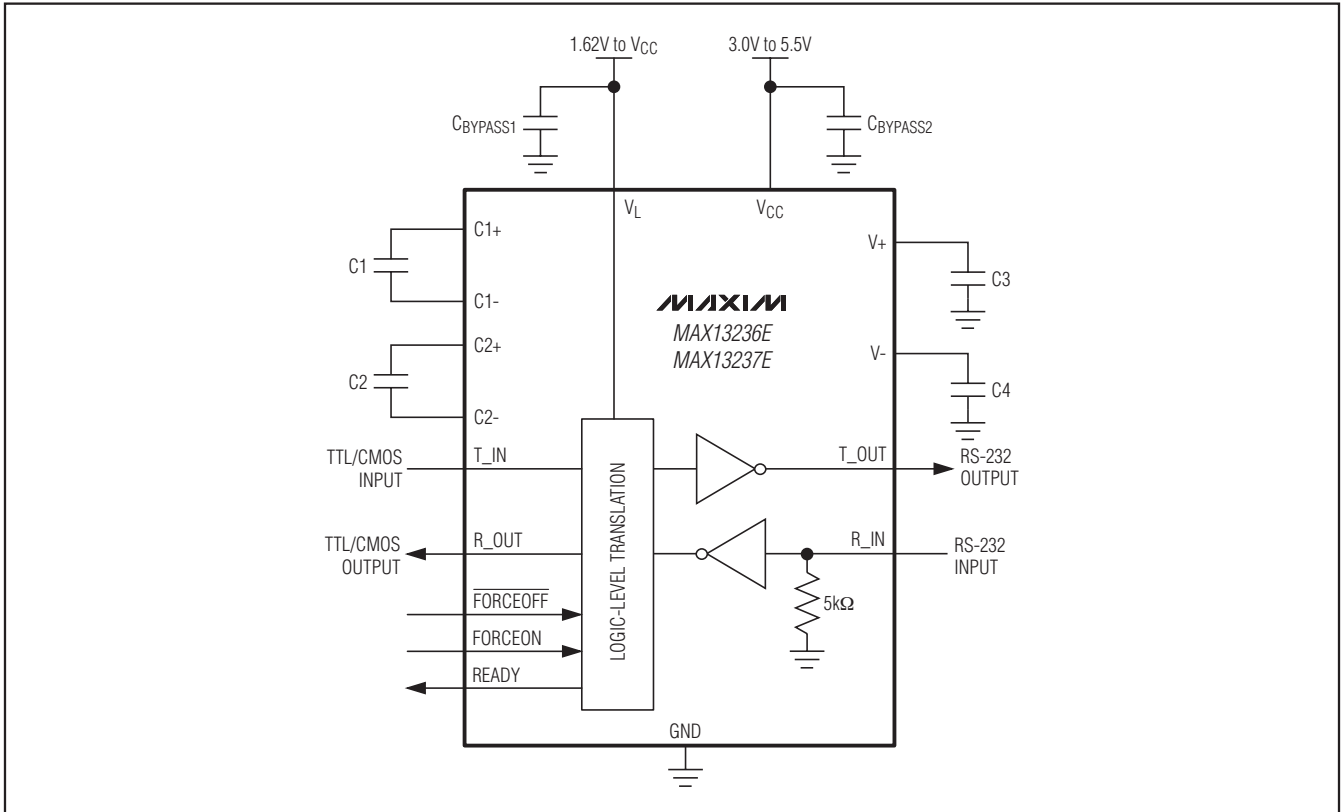 1.62V to VCC
3.0V to 5.5V
CBYPASS1
CBYPASS2
VL
VCC
C1+
V+
C1
C3
C1-
MAXIM
MAX13236E
MAX13237E
C2+
V-
C2
C4
C2-
TTL/CMOS
INPUT
T_IN
T_OUT
RS-232
OUTPUT
LOGIC-LEVEL TRANSLATION
TTL/CMOS
OUTPUT
R_OUT
R_IN
RS-232
INPUT
5kΩ
FORCEOFF
FORCEON
READY
GND